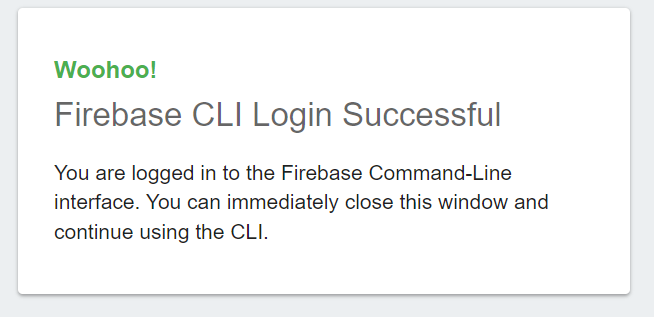 Woohoo!
Firebase CLI Login Successful
You are logged in to the Firebase Command-Line
interface. You can immediately close this window and
continue using the CLI.